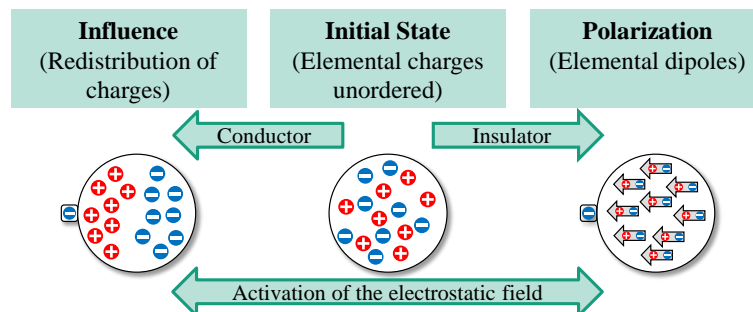 Influence
(Redistribution of
charges)
Initial State
(Elemental charges
unordered)
Polarization
(Elemental dipoles)
Conductor
Insulator
Activation of the electrostatic field